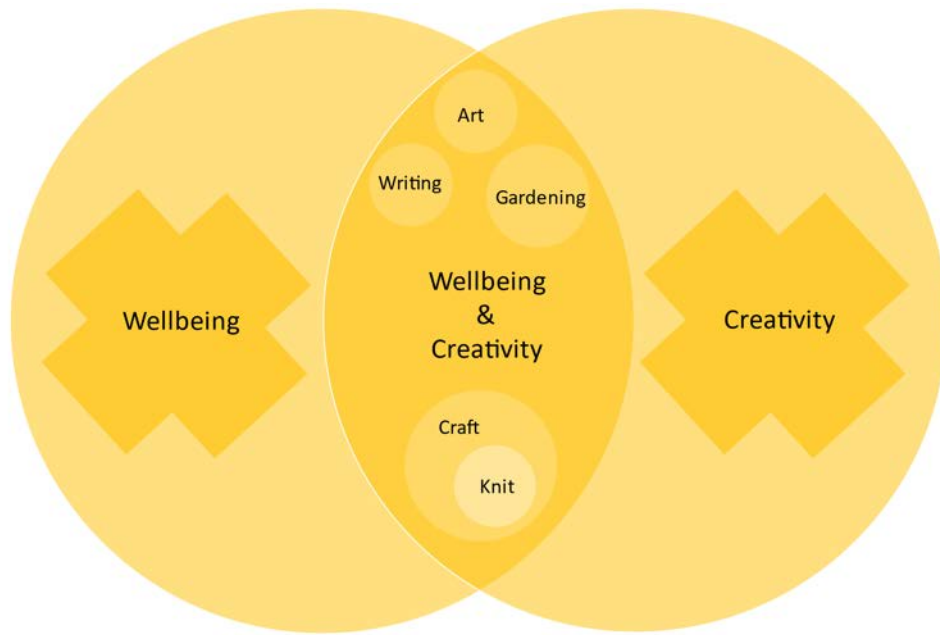 Art
Writing
Gardening
Wellbeing
Wellbeing
&
Creativity
Creativity
Craft
Knit